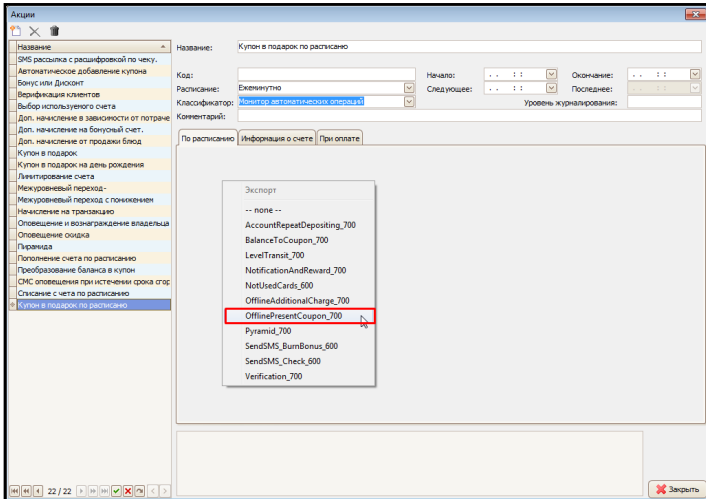 Акции
Название
SMS рассылка с расшифровкой по чеку.
Автоматическое добавление купона
Бонус или Дисконт
Верификация клиентов
Выбор используемого счета
Доп. начисление в зависимости от потраче
Доп. начисление на бонусный счет.
Доп. начисление от продажи блюд
Купон в подарок
Купон в подарок на день рождения
Лимитирование счета
Межуровневый переход-
Межуровневый переход с понижением
Начисление на транзакцию
Оповещение и вознаграждение владельца
Оповещение скидка
Пирамида
Пополнение счета по расписанию
Преобразование баланса в купон
СМС оповещения при истечении срока сгор
Списание с чета по расписанию
Купон в подарок по расписаню
22 / 22
Название: Купон в подарок по расписаню
Код: Начало: . . : : Окончание: . . : :
Расписание: Ежеминутно Следующее: . . : : Последнее: . . : :
Классификатор: Монитор автоматических операций Уровень журналирования:
Комментарий:
По расписанию Информация о счете При оплате
Экспорт
-- none --
AccountRepeatDepositing_700
BalanceToCoupon_700
LevelTransit_700
NotificationAndReward_700
NotUsedCards_600
OfflineAdditionalCharge_700
OfflinePresentCoupon_700
Pyramid_700
SendSMS_BurnBonus_600
SendSMS_Check_600
Verification_700
Закрыть